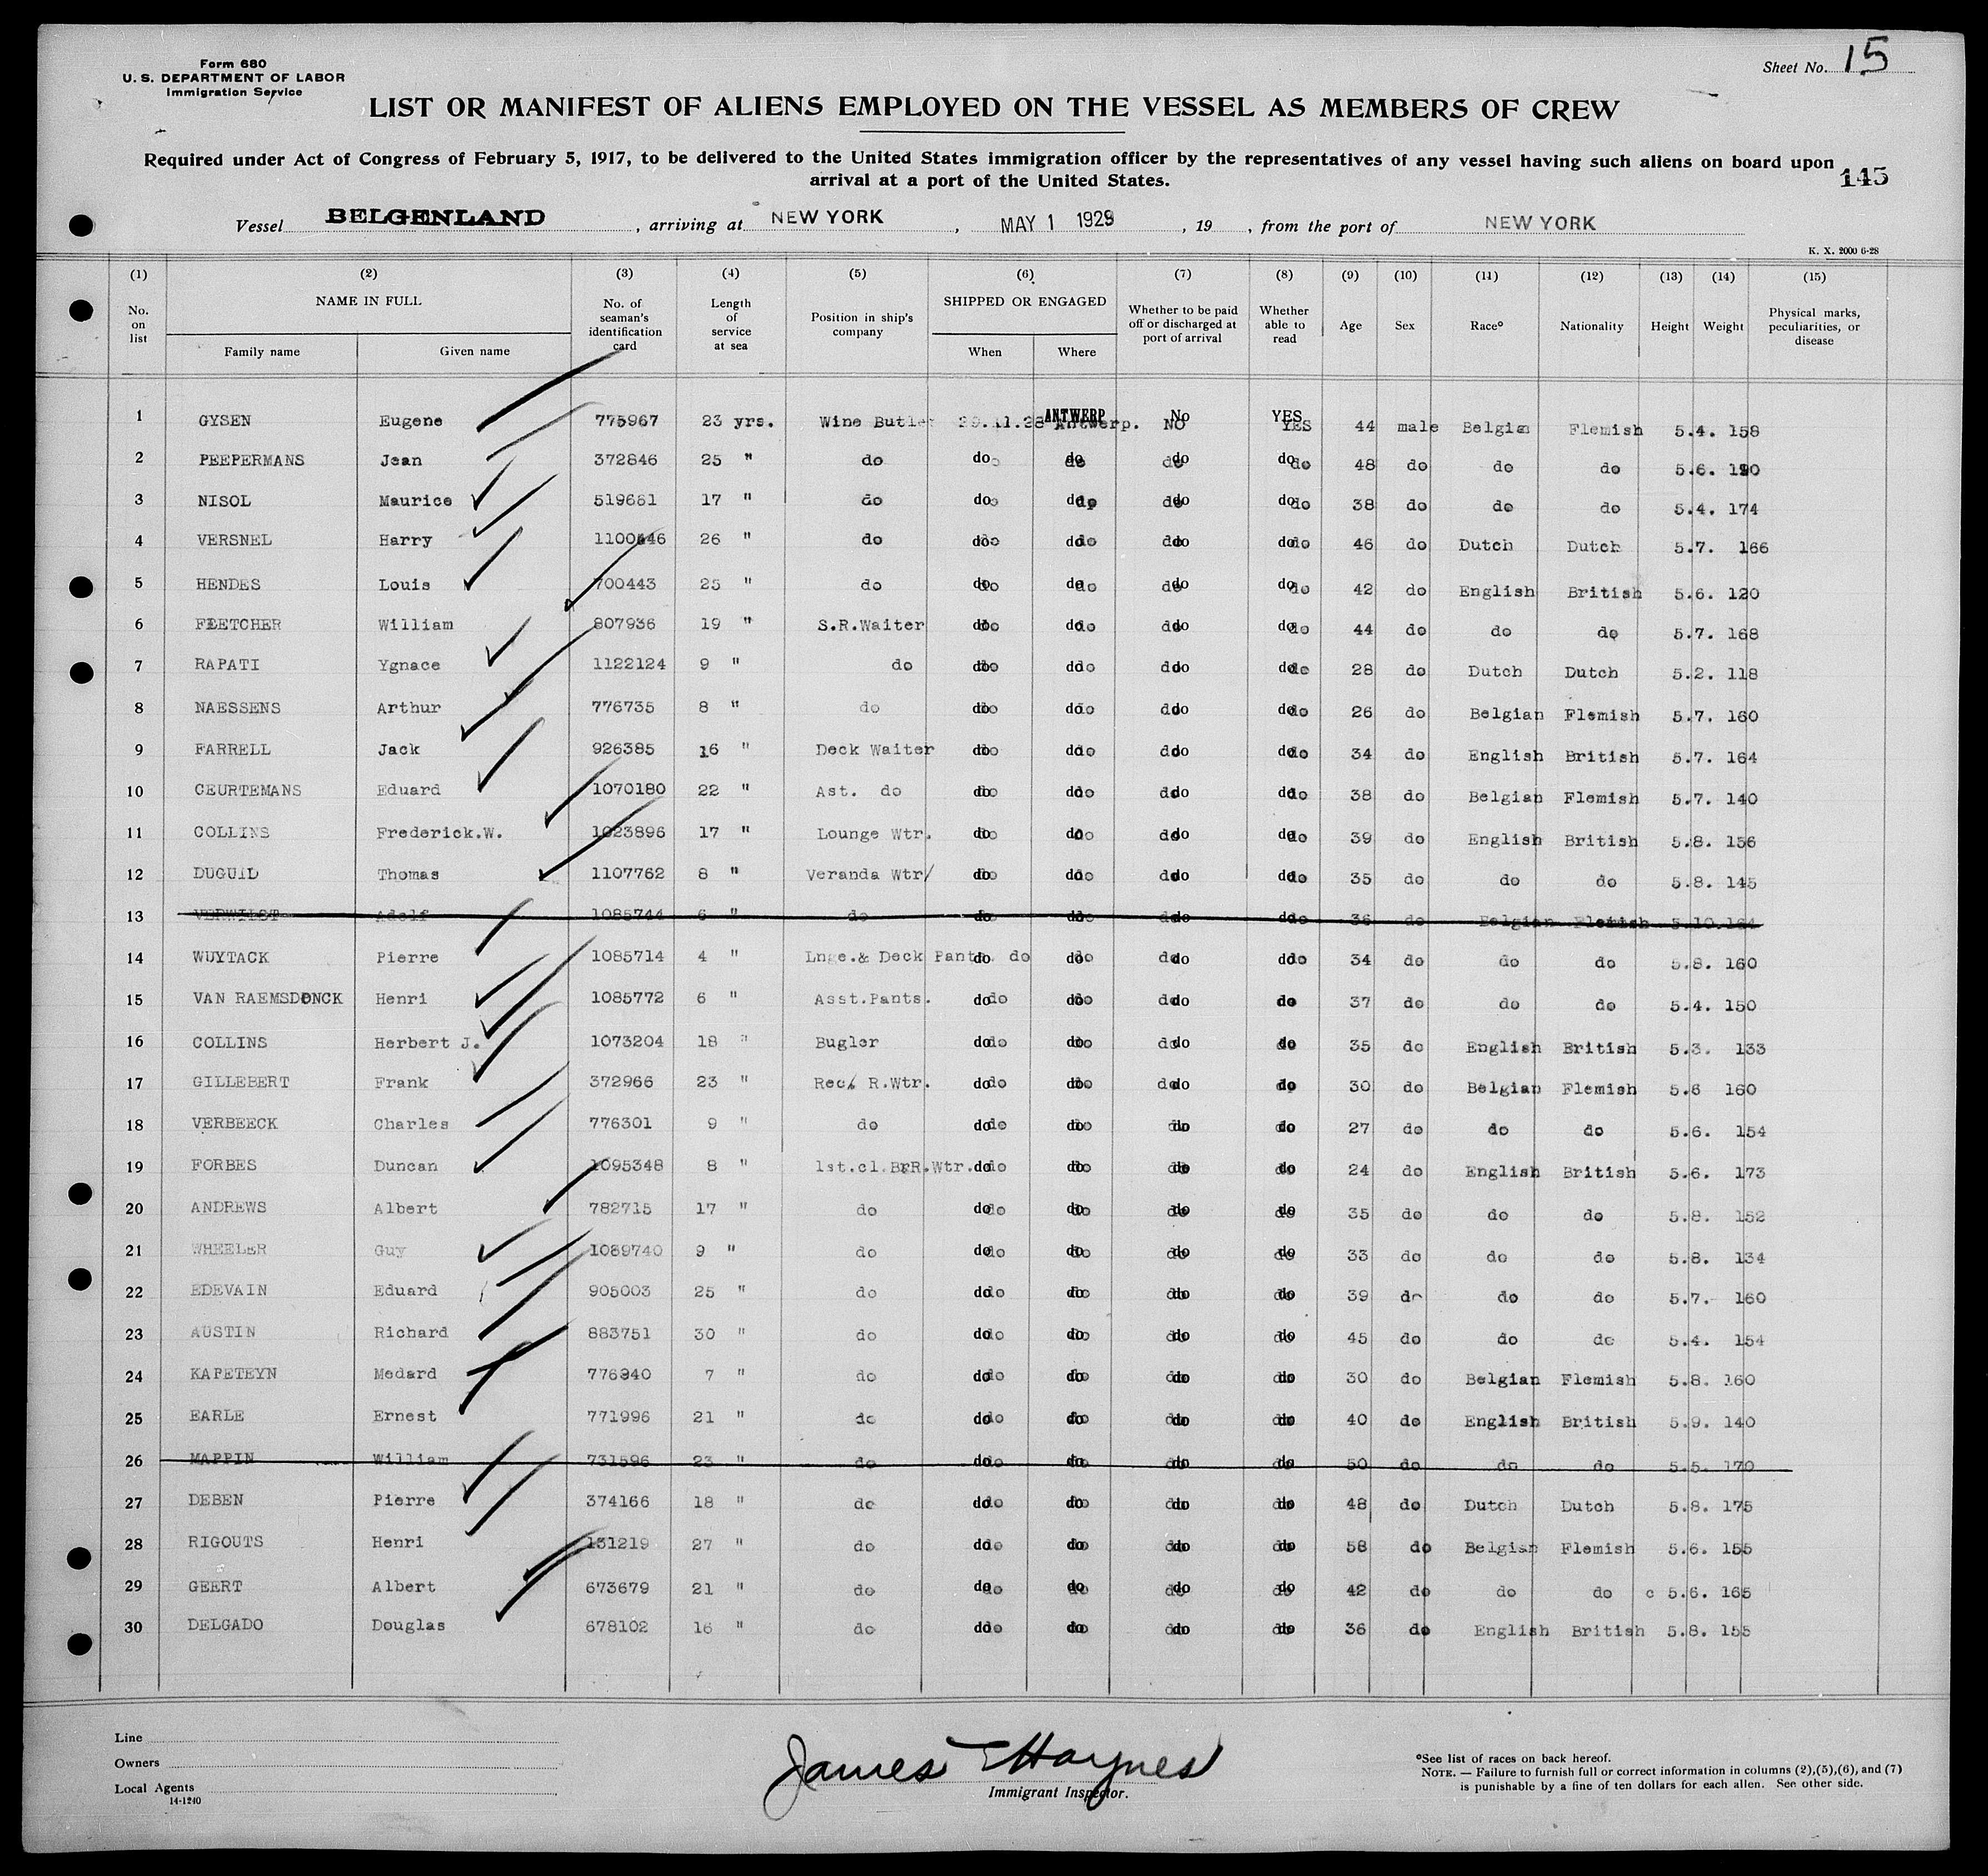 Form 680
U. S. DEPARTMENT OF LABOR
Immigration Service
Sheet No. 15
LIST OR MANIFEST OF ALIENS EMPLOYED ON THE VESSEL AS MEMBERS OF CREW
Required under Act of Congress of February 5, 1917, to be delivered to the United States immigration officer by the representatives of any vessel having such aliens on board upon
arrival at a port of the United States.
145
Vessel BELGENLAND, arriving at NEW YORK, MAY 1 1929, 19 , from the port of NEW YORK
K. X. 2000 6-28
(1) (2) (3) (4) (5) (6) (7) (8) (9) (10) (11) (12) (13) (14) (15)
No. on list NAME IN FULL Family name Given name No. of seaman's identification card Length of service at sea Position in ship's company SHIPPED OR ENGAGED When Where Whether to be paid off or discharged at port of arrival Whether able to read Age Sex Race° Nationality Height Weight Physical marks, peculiarities, or disease
1 GYSEN Eugene 775967 23 yrs. Wine Butler 29.11.28 ANTWERP Antwerp. No NO YES YES 44 male Belgian Flemish 5.4. 158
2 PEEPERMANS Jean 372846 25 " do do do do do 48 do do do 5.6.
3 NISOL Maurice 519661 17 " do do do do do 38 do do do 5.4. 174
4 VERSNEL Harry 1100646 26 " do do do do do 46 do Dutch Dutch 5.7. 166
5 HENDES Louis 700443 25 " do do do do do 42 do English British 5.6. 120
6 FLETCHER William 807936 19 " S.R.Waiter do do do do 44 do do do 5.7. 168
7 RAPATI Ygnace 1122124 9 " do do do do do 28 do Dutch Dutch 5.2. 118
8 NAESSENS Arthur 776735 8 " do do do do do 26 do Belgian Flemish 5.7. 160
9 FARRELL Jack 926385 16 " Deck Waiter do do do do 34 do English British 5.7. 164
10 CEURTEMANS Eduard 1070180 22 " Ast. do do do do do 38 do Belgian Flemish 5.7. 140
11 COLLINS Frederick.W. 1023896 17 " Lounge Wtr. do do do do 39 do English British 5.8. 156
12 DUGUID Thomas 1107762 8 " Veranda Wtr/ do do do do 35 do do do 5.8. 145
13 VERWILST Adolf 1085744 6 " do do do do do 36 do Belgian Flemish 5.10. 164
14 WUYTACK Pierre 1085714 4 " Lnge.& Deck Pant. do do do do do 34 do do do 5.8. 160
15 VAN RAEMSDONCK Henri 1085772 6 " Asst.Pants. do do do do 37 do do do 5.4. 150
16 COLLINS Herbert J. 1073204 18 " Bugler do do do do 35 do English British 5.3. 133
17 GILLEBERT Frank 372966 23 " Rec. R.Wtr. do do do do 30 do Belgian Flemish 5.6 160
18 VERBEECK Charles 776301 9 " do do do do do 27 do do do 5.6. 154
19 FORBES Duncan 1095348 8 " 1st.cl.BrR.Wtr. do do do do 24 do English British 5.6. 173
20 ANDREWS Albert 782715 17 " do do do do do 35 do do do 5.8. 152
21 WHEELER Guy 1089740 9 " do do do do do 33 do do do 5.8. 134
22 EDEVAIN Eduard 905003 25 " do do do do do 39 do do do 5.7. 160
23 AUSTIN Richard 883751 30 " do do do do do 45 do do do 5.4. 154
24 KAPETEYN Medard 776940 7 " do do do do do 30 do Belgian Flemish 5.8. 160
25 EARLE Ernest 771996 21 " do do do do do 40 do English British 5.9. 140
26 MAPPIN William 731596 23 " do do do do do 50 do do do 5.5. 170
27 DEBEN Pierre 374166 18 " do do do do do 48 do Dutch Dutch 5.8. 175
28 RIGOUTS Henri 131219 27 " do do do do do 58 do Belgian Flemish 5.6. 155
29 GEERT Albert 673679 21 " do do do do do 42 do do do c 5.6. 165
30 DELGADO Douglas 678102 16 " do do do do do 36 do English British 5.8. 155
Line
Owners
Local Agents
14-1240
James E Haynes
Immigrant Inspector.
°See list of races on back hereof.
NOTE. — Failure to furnish full or correct information in columns (2),(5),(6), and (7)
is punishable by a fine of ten dollars for each alien. See other side.